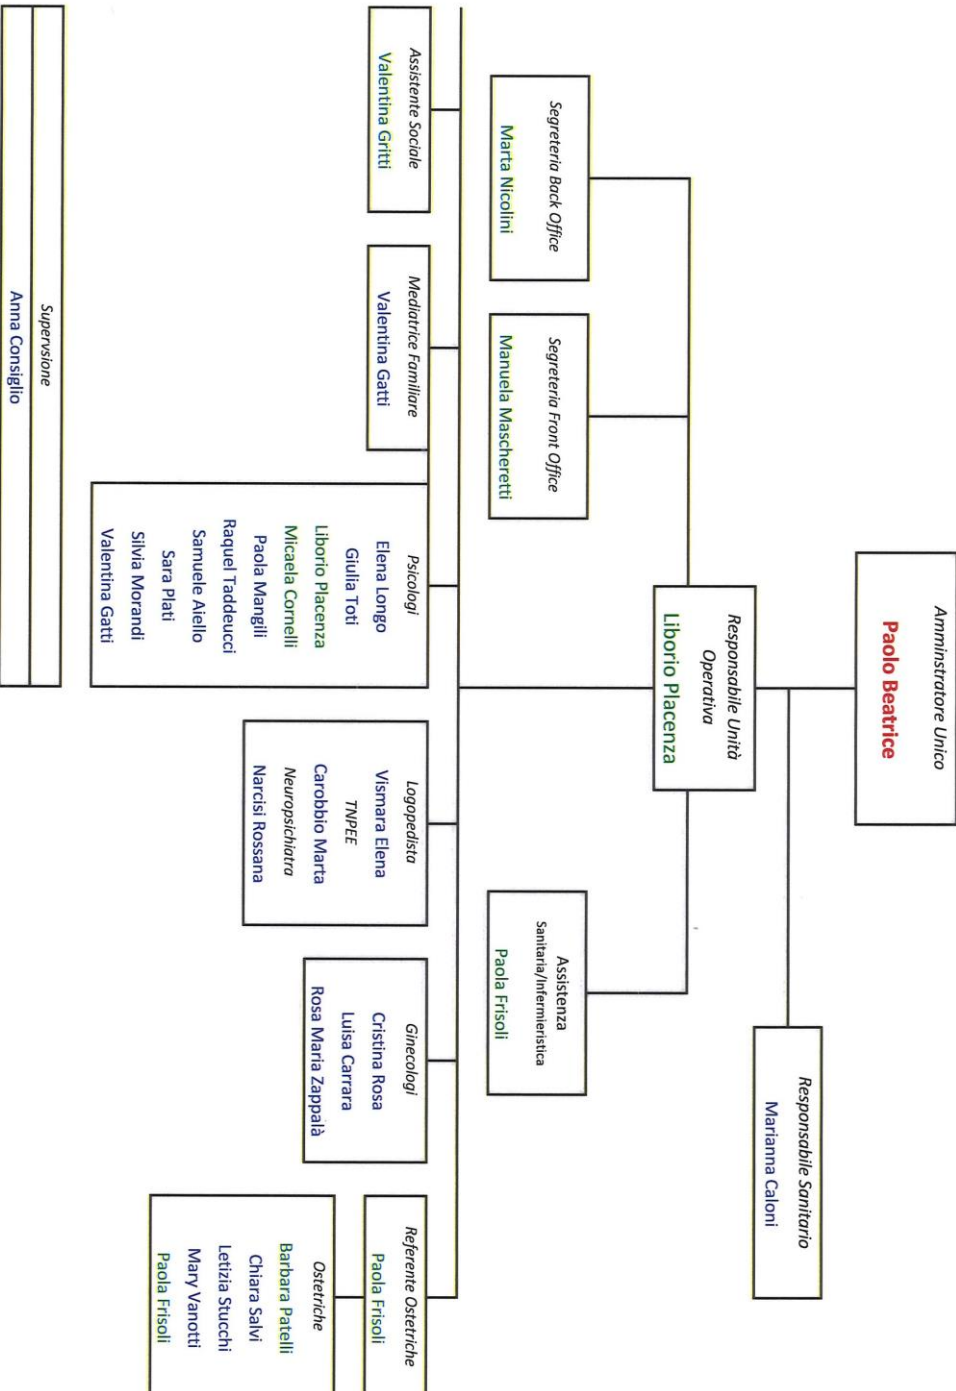 Amminstratore Unico
Paolo Beatrice
Responsabile Sanitario
Marianna Caloni
Responsabile Unità
Operativa
Liborio Placenza
Segreteria Back Office
Marta Nicolini
Segreteria Front Office
Manuela Mascheretti
Assistenza
Sanitaria/Infermieristica
Paola Frisoli
Assistente Sociale
Valentina Gritti
Mediatrice Familiare
Valentina Gatti
Psicologi
Elena Longo
Giulia Toti
Liborio Placenza
Micaela Cornelli
Paola Mangili
Raquel Taddeucci
Samuele Aiello
Sara Plati
Silvia Morandi
Valentina Gatti
Logopedista
Vismara Elena
TNPEE
Carobbio Marta
Neuropsichiatra
Narcisi Rossana
Ginecologi
Cristina Rosa
Luisa Carrara
Rosa Maria Zappalà
Referente Ostetriche
Paola Frisoli
Ostetriche
Barbara Patelli
Chiara Salvi
Letizia Stucchi
Mary Vanotti
Paola Frisoli
Supervsione
Anna Consiglio